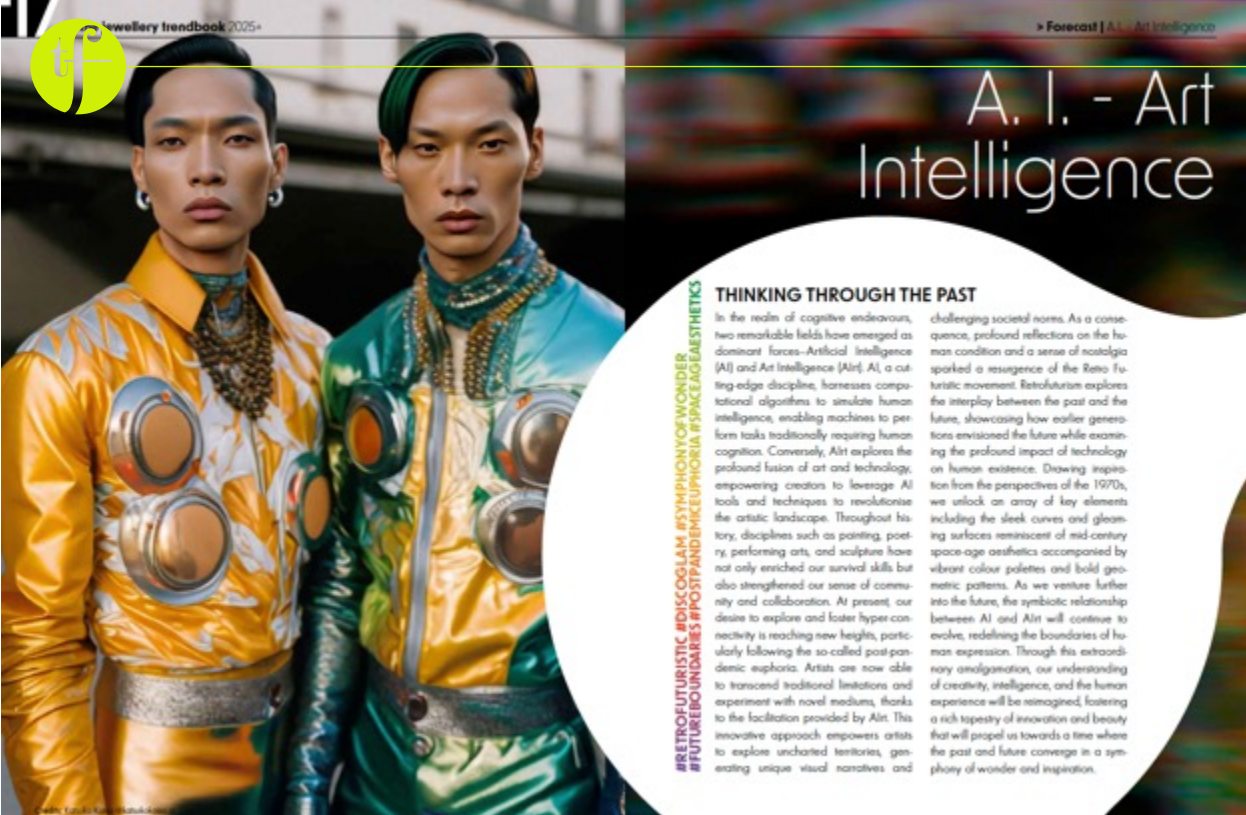 tf
jewellery trendbook 2025+
> Forecast | A.I. - Art Intelligence
A. I. - Art
Intelligence
#RETROFUTURISTIC #DISCOGLAM #SYMPHONYOFWONDER
#FUTUREBOUNDARIES #POSTPANDEMICEUPHORIA #SPACEAGEAESTHETICS
THINKING THROUGH THE PAST
In the realm of cognitive endeavours,
two remarkable fields have emerged as
dominant forces–Artificial Intelligence
(AI) and Art Intelligence (AIrt). AI, a cut-
ting-edge discipline, harnesses compu-
tational algorithms to simulate human
intelligence, enabling machines to per-
form tasks traditionally requiring human
cognition. Conversely, AIrt explores the
profound fusion of art and technology,
empowering creators to leverage AI
tools and techniques to revolutionise
the artistic landscape. Throughout his-
tory, disciplines such as painting, poet-
ry, performing arts, and sculpture have
not only enriched our survival skills but
also strengthened our sense of commu-
nity and collaboration. At present, our
desire to explore and foster hyper-con-
nectivity is reaching new heights, partic-
ularly following the so-called post-pan-
demic euphoria. Artists are now able
to transcend traditional limitations and
experiment with novel mediums, thanks
to the facilitation provided by AIrt. This
innovative approach empowers artists
to explore uncharted territories, gen-
erating unique visual narratives and
challenging societal norms. As a conse-
quence, profound reflections on the hu-
man condition and a sense of nostalgia
sparked a resurgence of the Retro Fu-
turistic movement. Retrofuturism explores
the interplay between the past and the
future, showcasing how earlier genera-
tions envisioned the future while examin-
ing the profound impact of technology
on human existence. Drawing inspira-
tion from the perspectives of the 1970s,
we unlock an array of key elements
including the sleek curves and gleam-
ing surfaces reminiscent of mid-century
space-age aesthetics accompanied by
vibrant colour palettes and bold geo-
metric patterns. As we venture further
into the future, the symbiotic relationship
between AI and AIrt will continue to
evolve, redefining the boundaries of hu-
man expression. Through this extraordi-
nary amalgamation, our understanding
of creativity, intelligence, and the human
experience will be reimagined, fostering
a rich tapestry of innovation and beauty
that will propel us towards a time where
the past and future converge in a sym-
phony of wonder and inspiration.